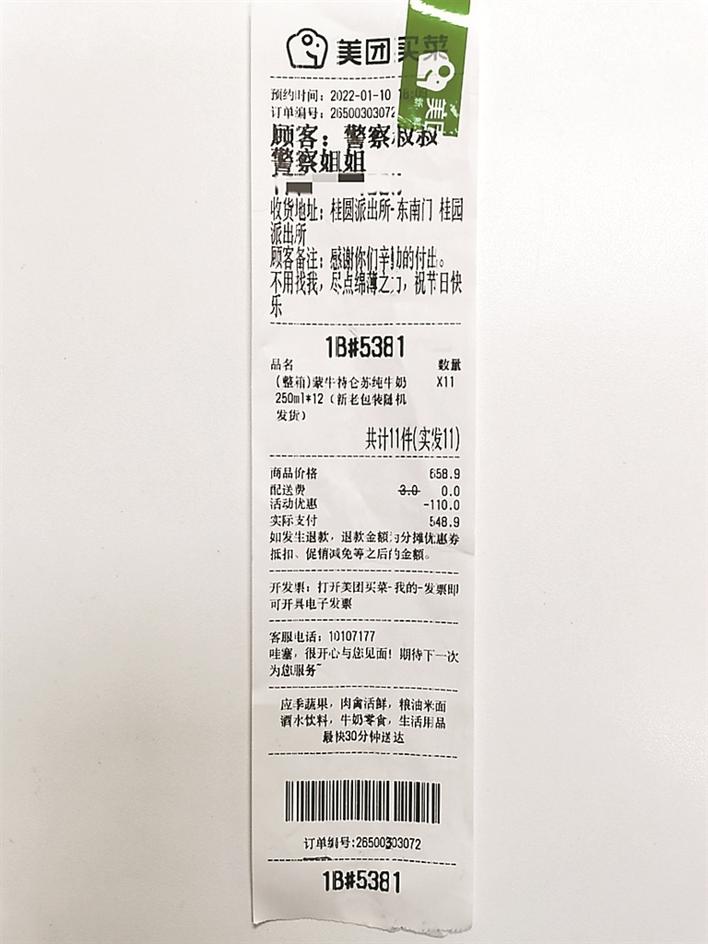 美团买菜
美团
预约时间：2022-01-10
订单编号：26500303072
顾客：警察叔叔
警察姐姐
收货地址：桂圆派出所-东南门 桂园
派出所
顾客备注：感谢你们辛勤的付出。
不用找我，尽点绵薄之力，祝节日快
乐
1B#5381
品名 数量
(整箱)蒙牛特仑苏纯牛奶 X11
250ml*12（新老包装随机
发货）
共计11件(实发11)
商品价格 658.9
配送费 3.0 0.0
活动优惠 -110.0
实际支付 548.9
如发生退款，退款金额为分摊优惠券
抵扣、促销减免等之后的金额。
开发票：打开美团买菜-我的-发票即
可开具电子发票
客服电话：10107177
哇塞，很开心与您见面！期待下一次
为您服务~
应季蔬果，肉禽活鲜，粮油米面
酒水饮料，牛奶零食，生活用品
最快30分钟送达
订单编号:26500303072
1B#5381